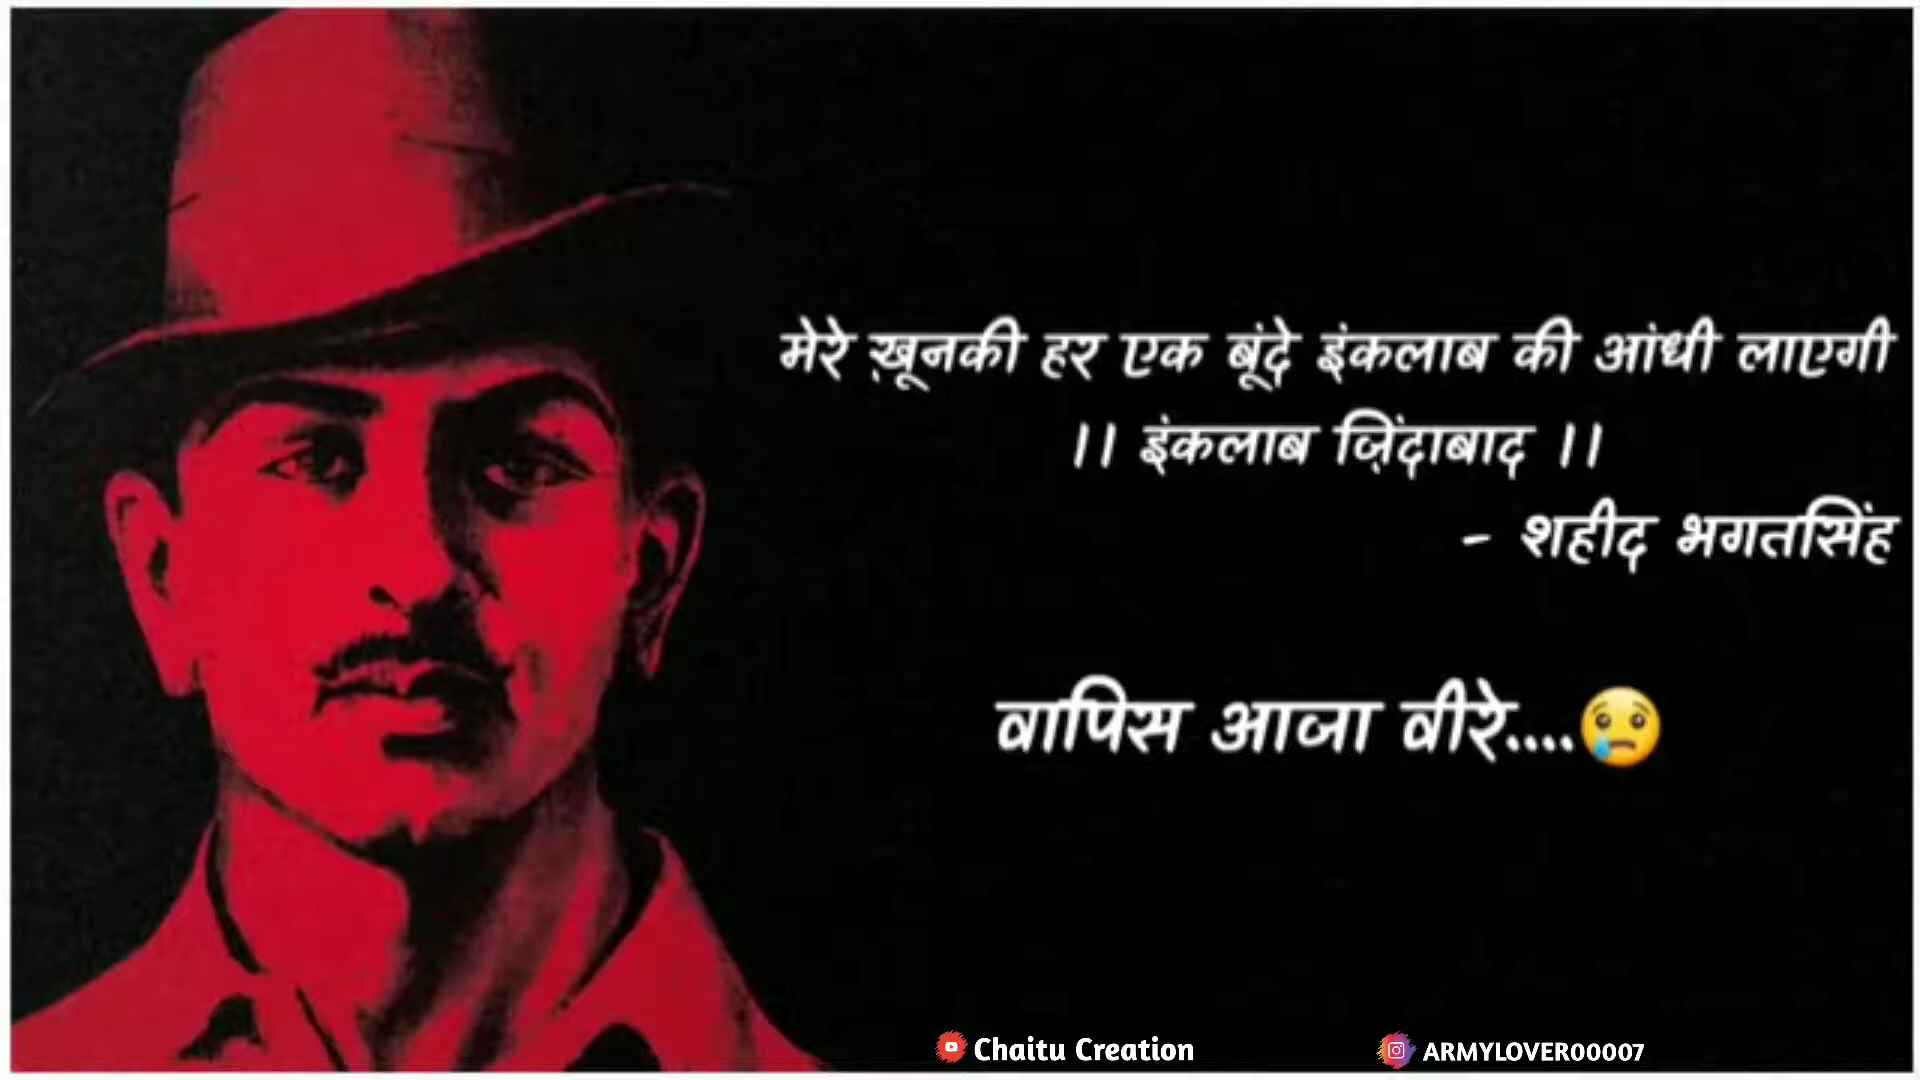 मेरे ख़ूनकी हर एक बूंदे इंकलाब की आंधी लाएगी
।। इंकलाब ज़िंदाबाद ।।
- शहीद भगतसिंह
वापिस आजा वीरे....😢
Chaitu Creation
ARMYLOVER00007